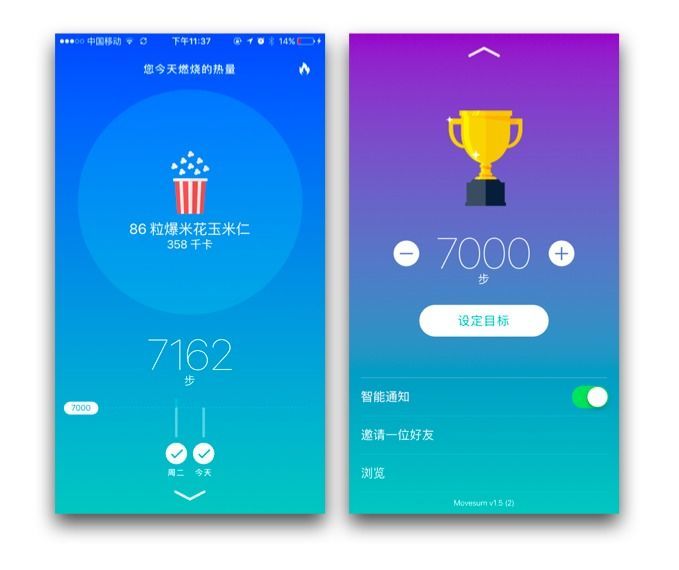 中国移动 下午11:37 14%
您今天燃烧的热量
86 粒爆米花玉米仁
358 千卡
7162
步
7000
周二 今天
7000
步
设定目标
智能通知
邀请一位好友
浏览
Movesum v1.5 (2)